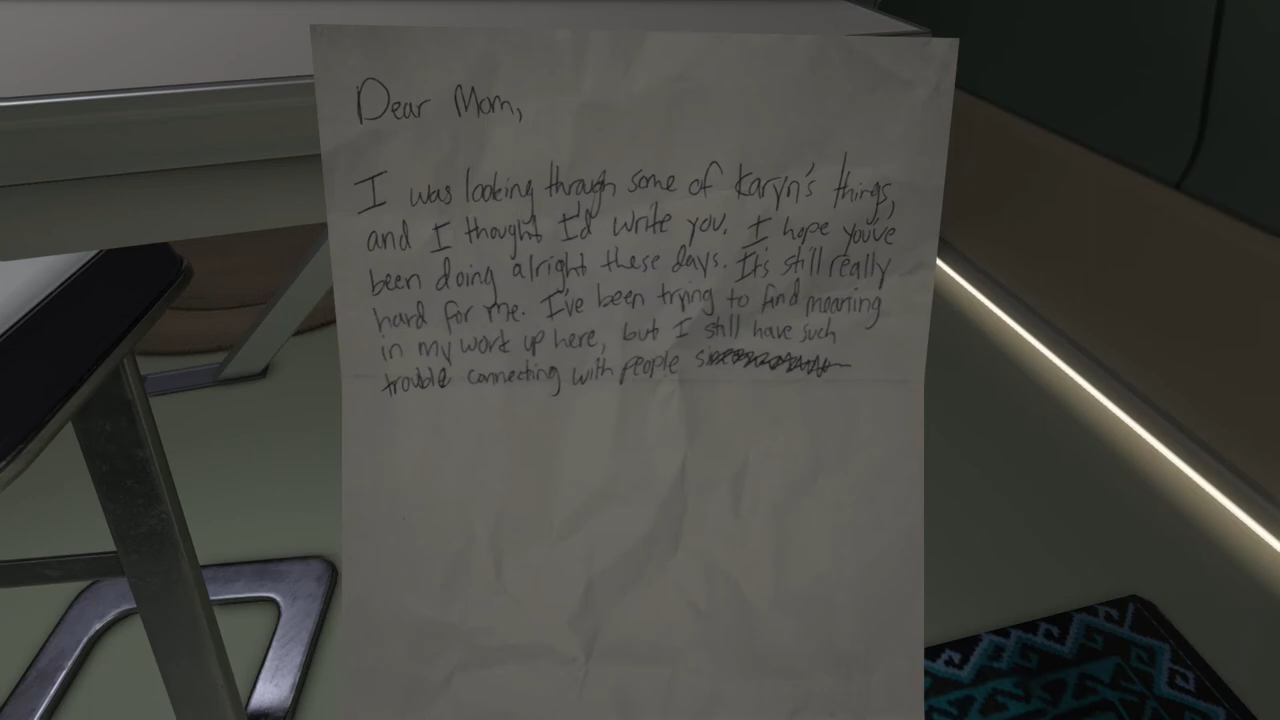 Dear Mom,
I was looking through some of Karyn's things,
and I thought I'd write you. I hope you've
been doing alright these days. It's still really
hard for me. I've been trying to find meaning
in my work up here, but I still have such
trouble connecting with people